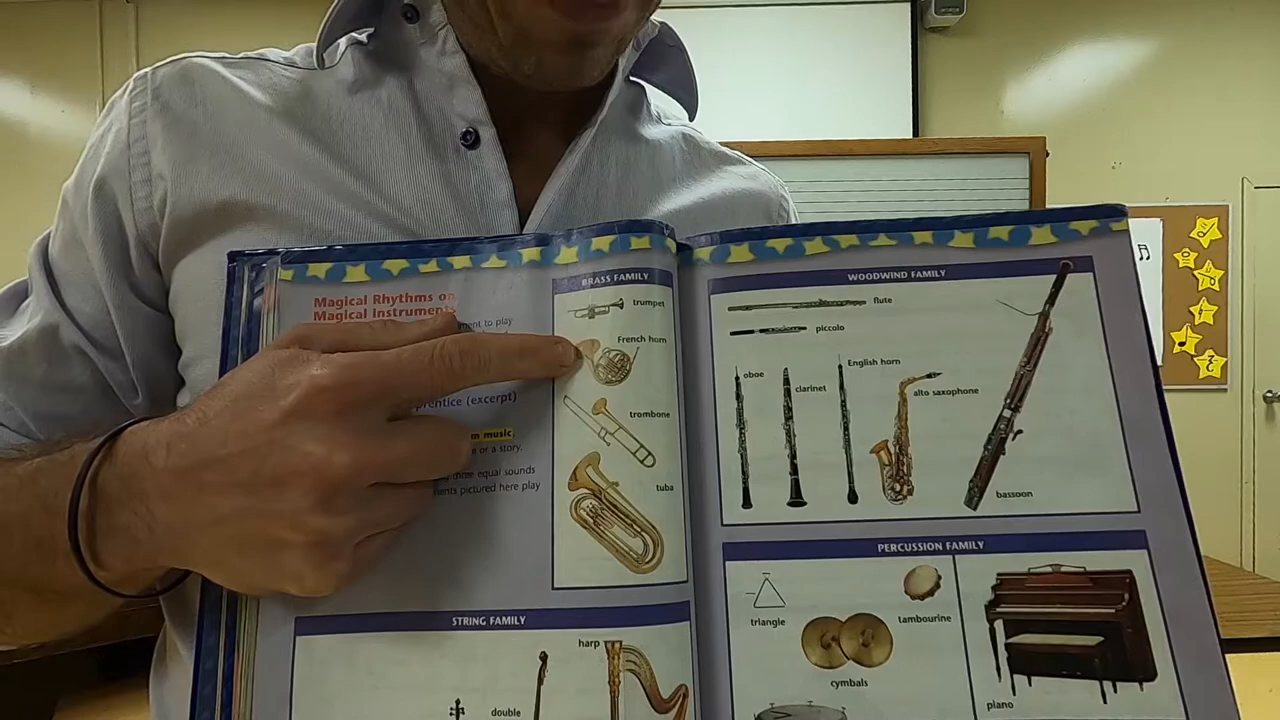 Magical Rhythms on
Magical Instruments
ment to play
prentice (excerpt)
m music,
e or a story.
three equal sounds
ments pictured here play
BRASS FAMILY
trumpet
French horn
trombone
tuba
STRING FAMILY
harp
double
WOODWIND FAMILY
flute
piccolo
oboe
clarinet
English horn
alto saxophone
bassoon
PERCUSSION FAMILY
triangle
tambourine
cymbals
piano